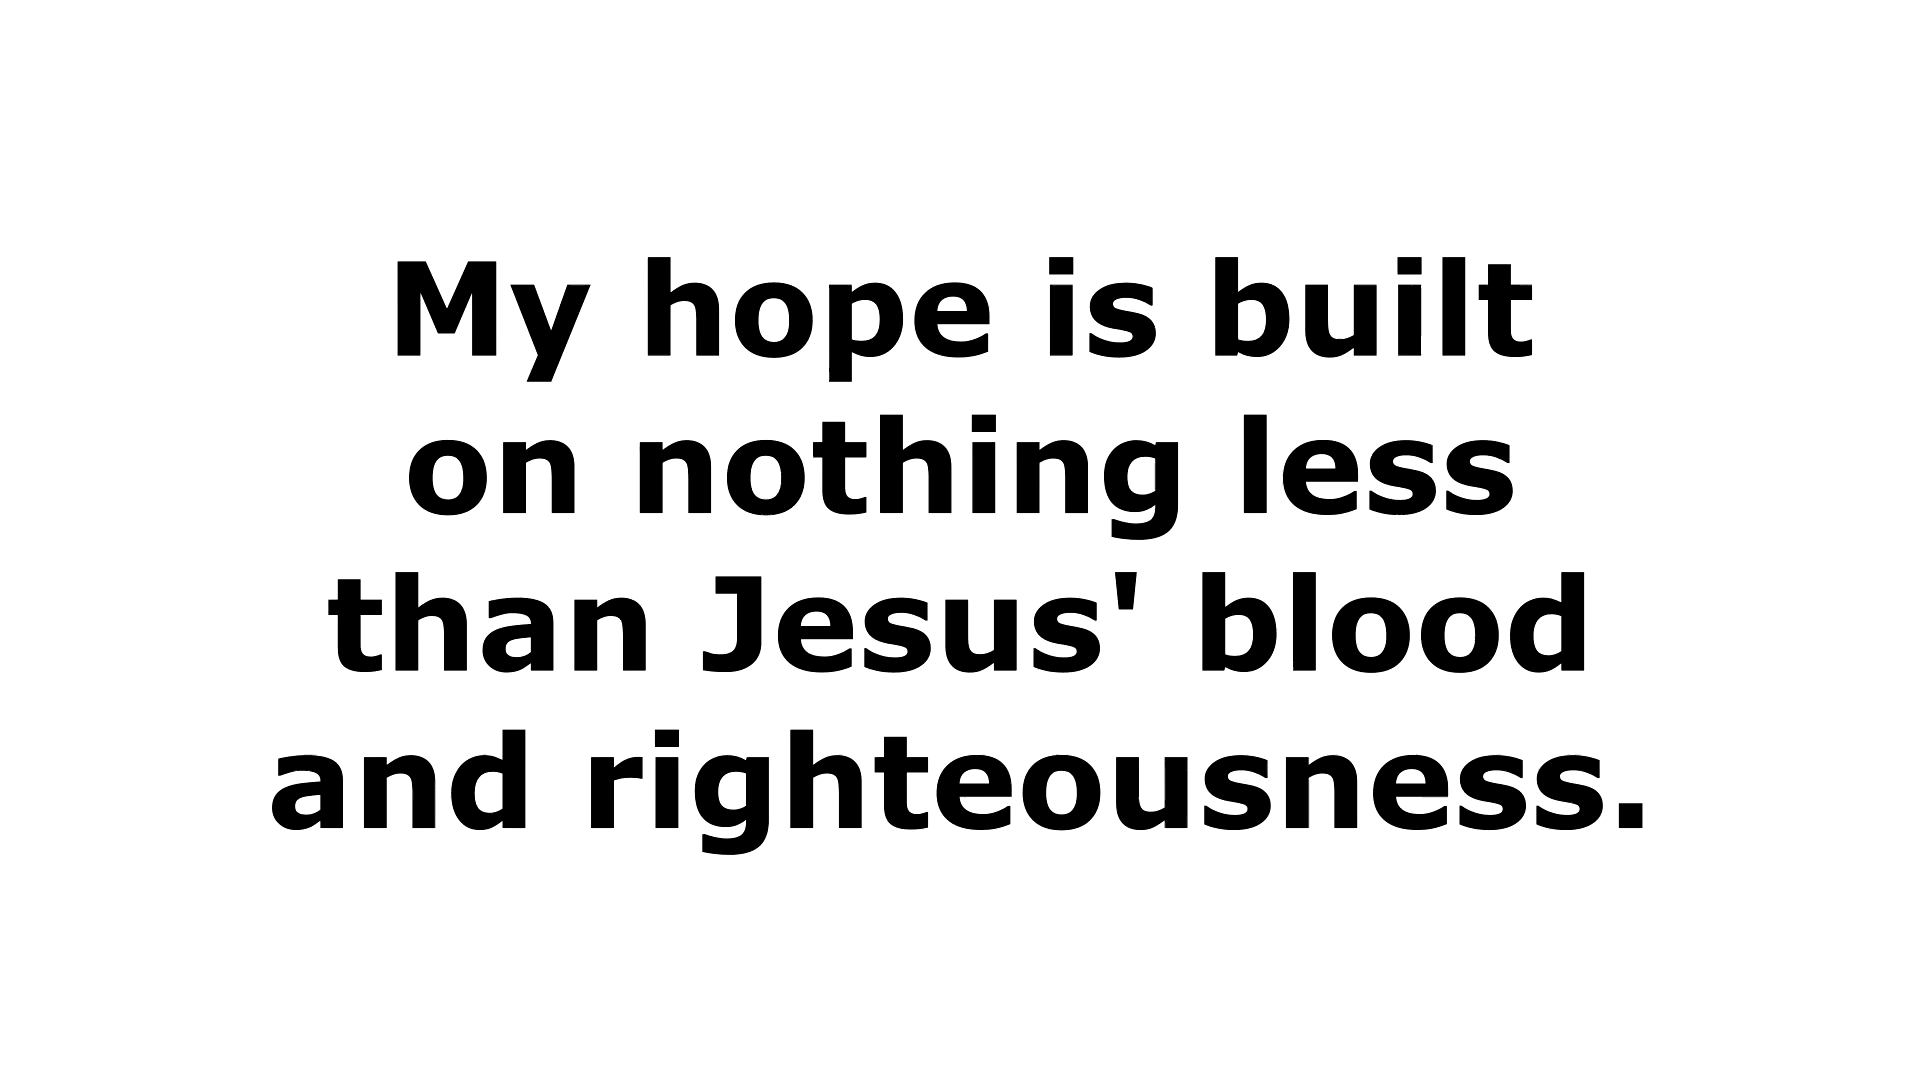 My hope is built
on nothing less
than Jesus' blood
and righteousness.